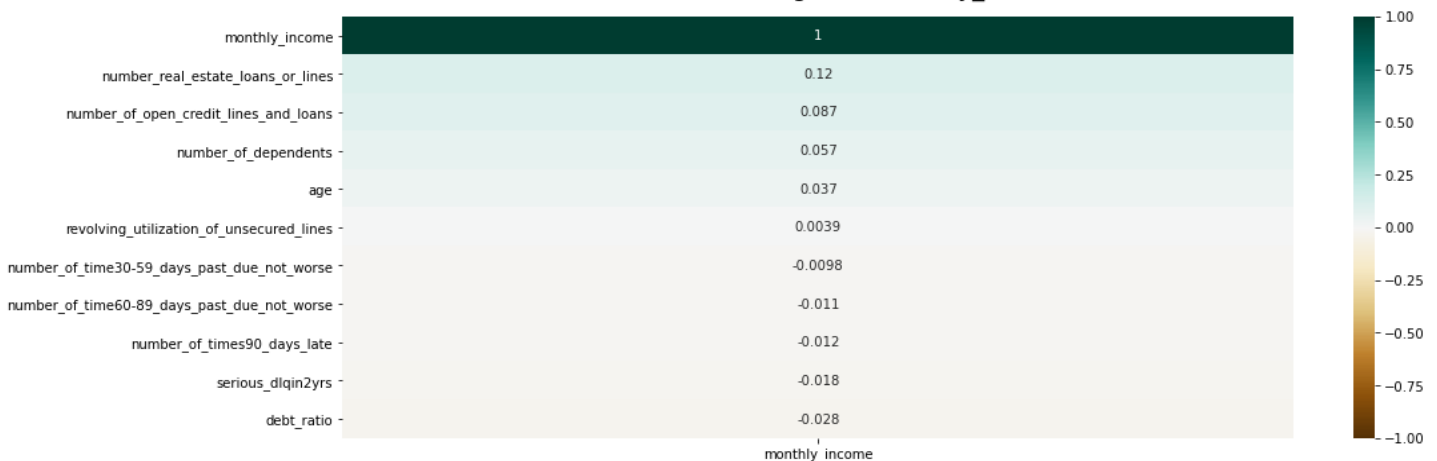 monthly_income
1
number_real_estate_loans_or_lines
0.12
number_of_open_credit_lines_and_loans
0.087
number_of_dependents
0.057
age
0.037
revolving_utilization_of_unsecured_lines
0.0039
number_of_time30-59_days_past_due_not_worse
-0.0098
number_of_time60-89_days_past_due_not_worse
-0.011
number_of_times90_days_late
-0.012
serious_dlqin2yrs
-0.018
debt_ratio
-0.028
monthly_income
1.00
0.75
0.50
0.25
0.00
−0.25
−0.50
−0.75
−1.00